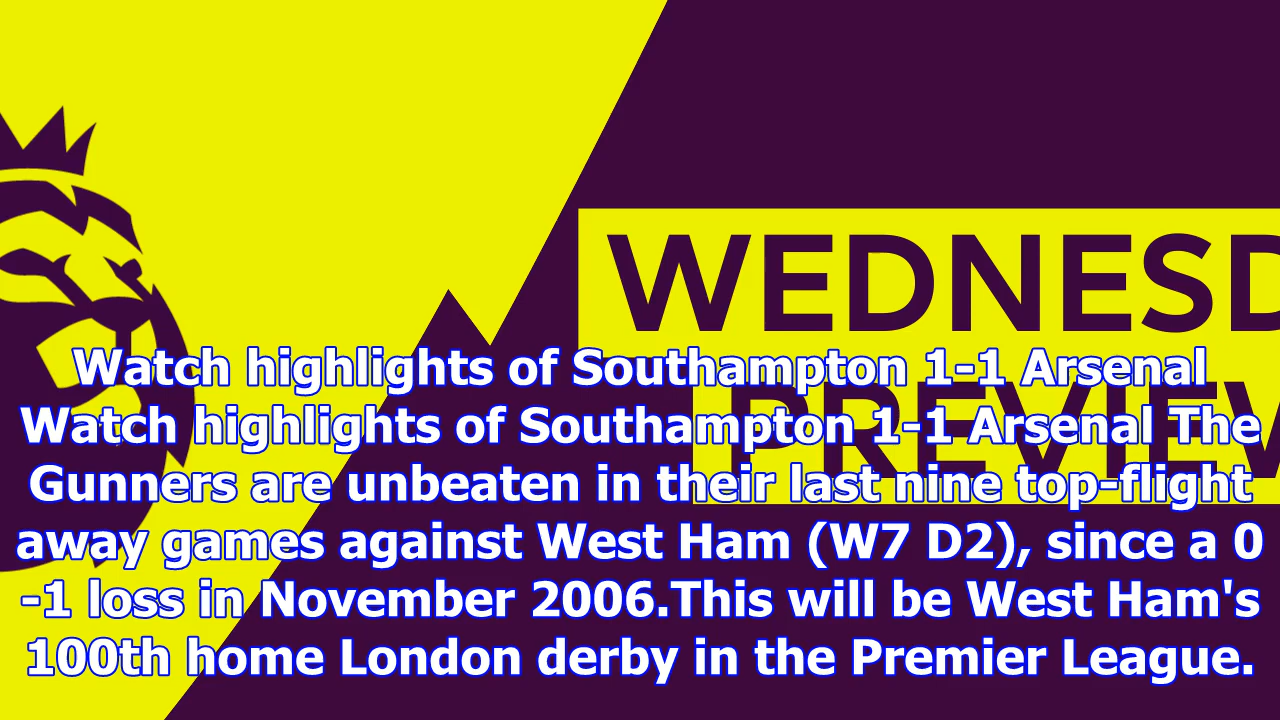 WEDNESD
PREVIEW
Watch highlights of Southampton 1-1 Arsenal
Watch highlights of Southampton 1-1 Arsenal The
Gunners are unbeaten in their last nine top-flight
away games against West Ham (W7 D2), since a 0
-1 loss in November 2006.This will be West Ham's
100th home London derby in the Premier League.